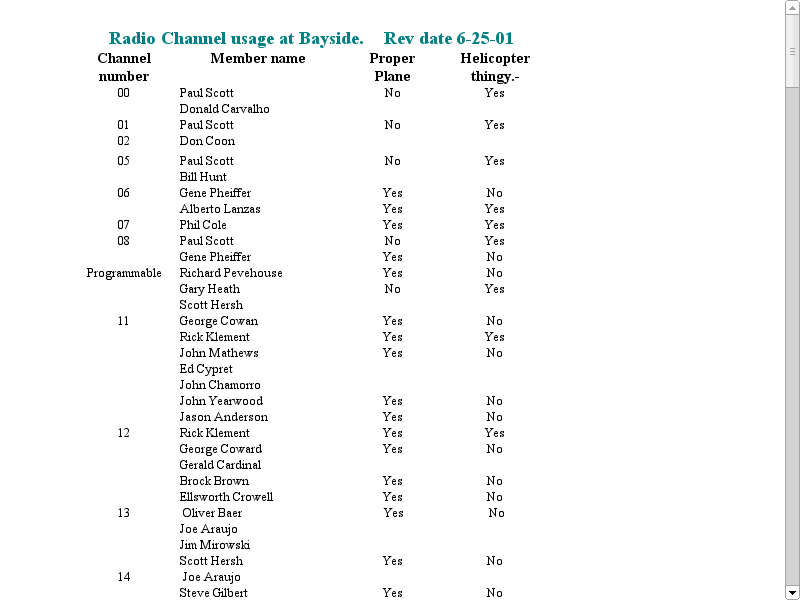 Radio Channel usage at Bayside. Rev date 6-25-01
Channel Member name Proper Helicopter
number Plane thingy.-
00 Paul Scott No Yes
Donald Carvalho
01 Paul Scott No Yes
02 Don Coon
05 Paul Scott No Yes
Bill Hunt
06 Gene Pheiffer Yes No
Alberto Lanzas Yes Yes
07 Phil Cole Yes Yes
08 Paul Scott No Yes
Gene Pheiffer Yes No
Programmable Richard Pevehouse Yes No
Gary Heath No Yes
Scott Hersh
11 George Cowan Yes No
Rick Klement Yes Yes
John Mathews Yes No
Ed Cypret
John Chamorro
John Yearwood Yes No
Jason Anderson Yes No
12 Rick Klement Yes Yes
George Coward Yes No
Gerald Cardinal
Brock Brown Yes No
Ellsworth Crowell Yes No
13 Oliver Baer Yes No
Joe Araujo
Jim Mirowski
Scott Hersh Yes No
14 Joe Araujo
Steve Gilbert Yes No